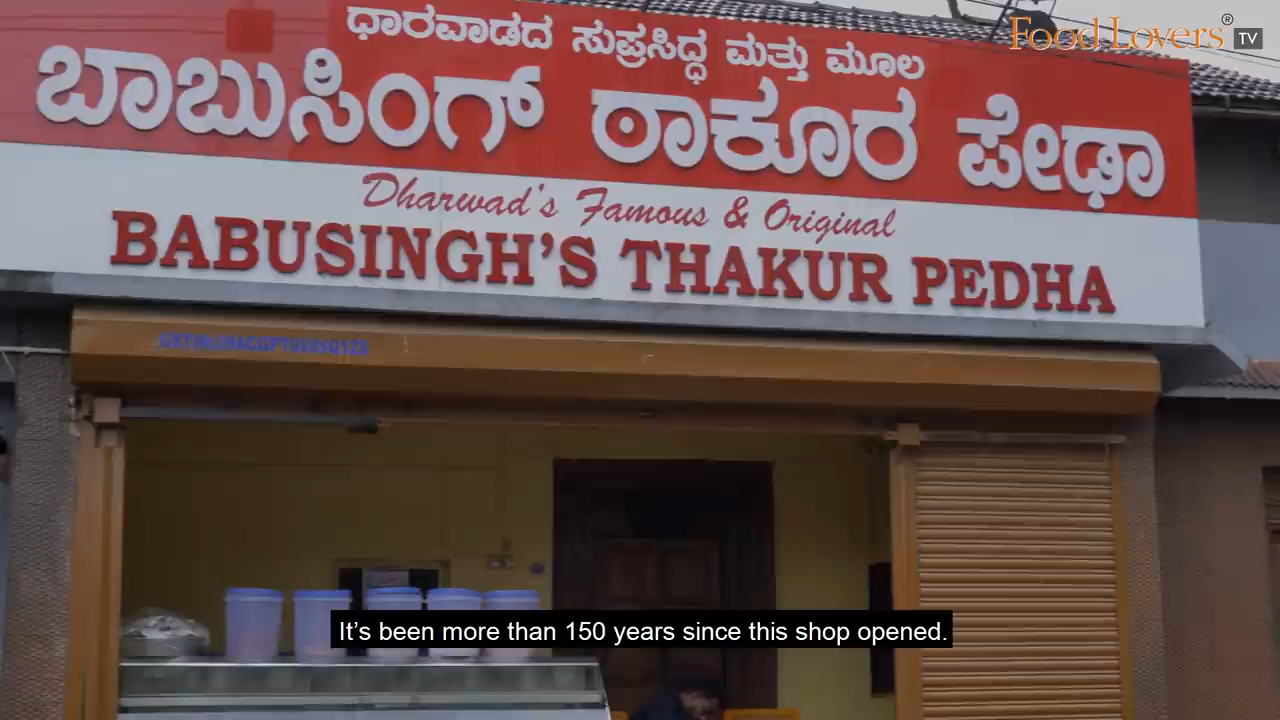 ಧಾರವಾಡದ ಸುಪ್ರಸಿದ್ಧ ಮತ್ತು ಮೂಲ
Food Lovers® TV
ಬಾಬುಸಿಂಗ್ ಠಾಕೂರ ಪೇಢಾ
Dharwad's Famous & Original
BABUSINGH'S THAKUR PEDHA
It's been more than 150 years since this shop opened.